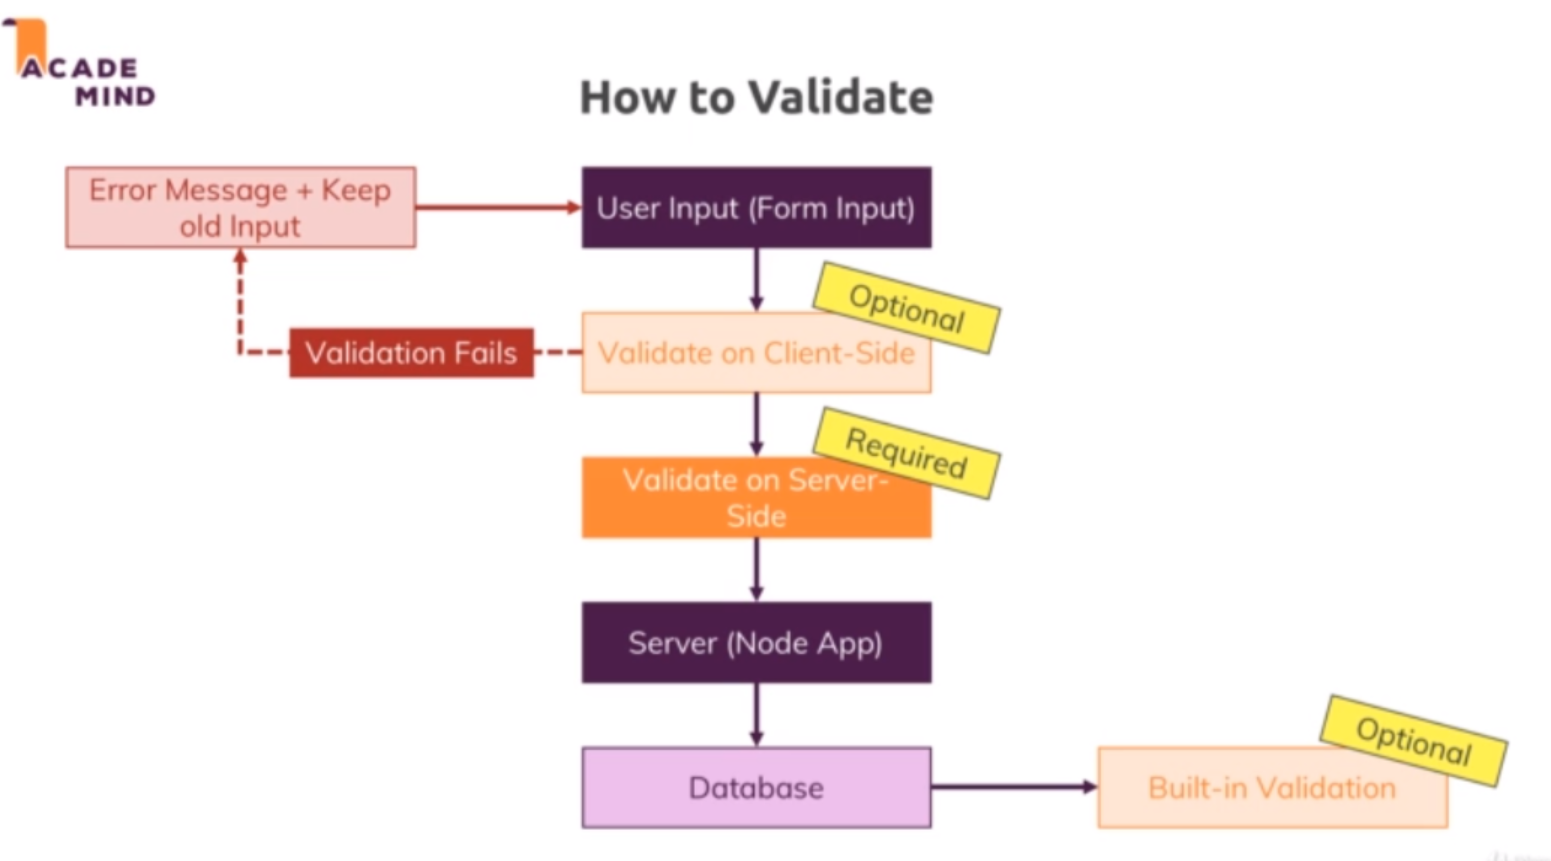 ACADE
MIND
How to Validate
Error Message + Keep
old Input
User Input (Form Input)
Optional
Validation Fails
Validate on Client-Side
Required
Validate on Server-
Side
Server (Node App)
Optional
Database
Built-in Validation